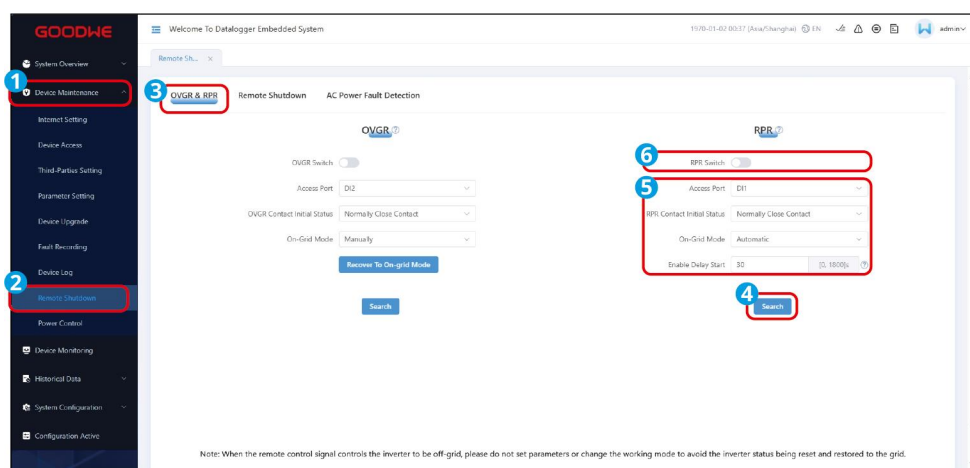 GOODWE
Welcome To Datalogger Embedded System
1970-01-02 00:37 (Asia/Shanghai) EN
admin
Remote Sh... ×
System Overview
1
Device Maintenance
Internet Setting
Device Access
Third-Parties Setting
Parameter Setting
Device Upgrade
Fault Recording
Device Log
2
Remote Shutdown
Power Control
Device Monitoring
Historical Data
System Configuration
Configuration Active
3
OVGR & RPR Remote Shutdown AC Power Fault Detection
OVGR
OVGR Switch
Access Port DI2
OVGR Contact Initial Status Normally Close Contact
On-Grid Mode Manually
Recover To On-grid Mode
Search
RPR
6
RPR Switch
5
Access Port DI1
RPR Contact Initial Status Normally Close Contact
On-Grid Mode Automatic
Enable Delay Start 30 [0, 1800]s
4
Search
Note: When the remote control signal controls the inverter to be off-grid, please do not set parameters or change the working mode to avoid the inverter status being reset and restored to the grid.